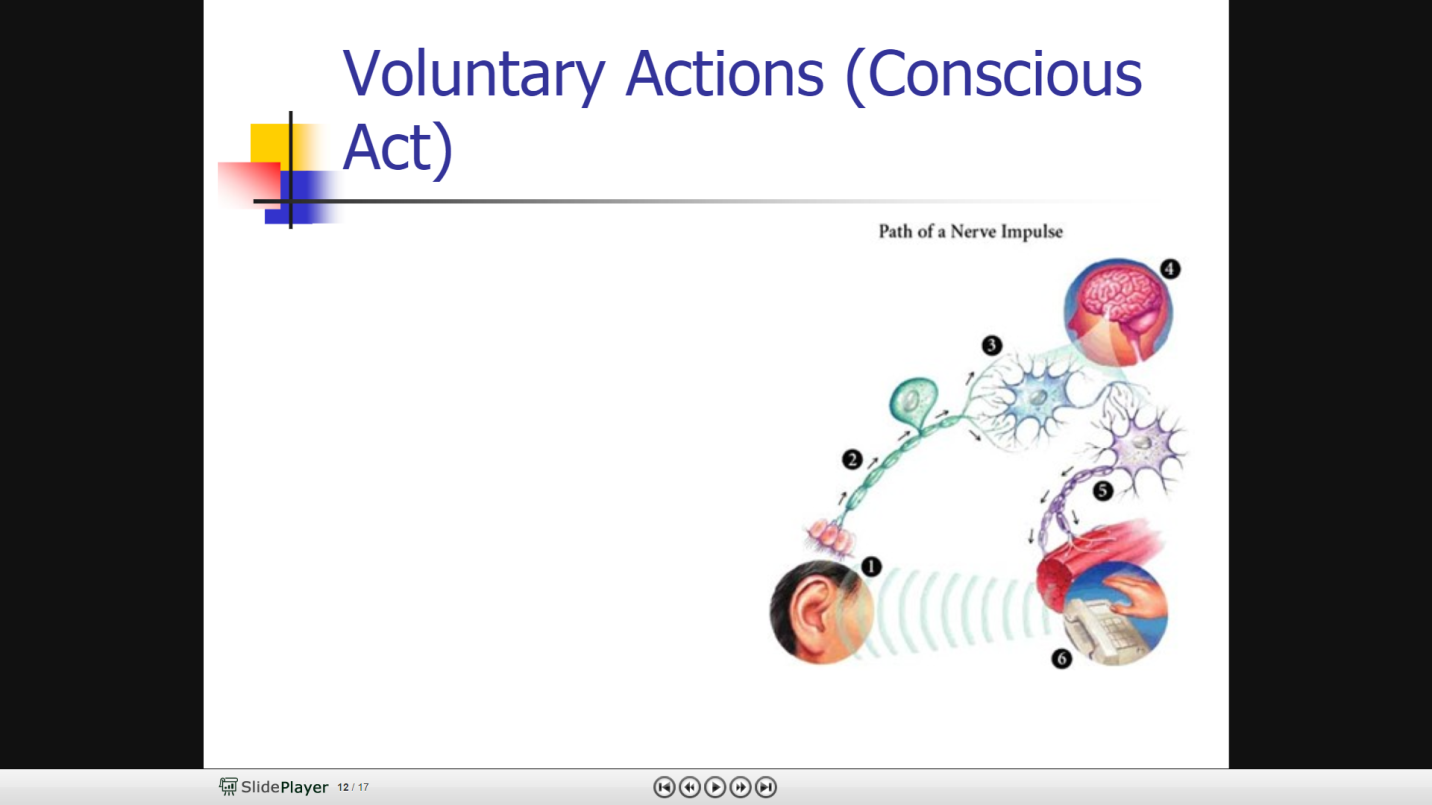 Voluntary Actions (Conscious
Act)
Path of a Nerve Impulse
4
3
2
5
1
6
SlidePlayer 12 / 17